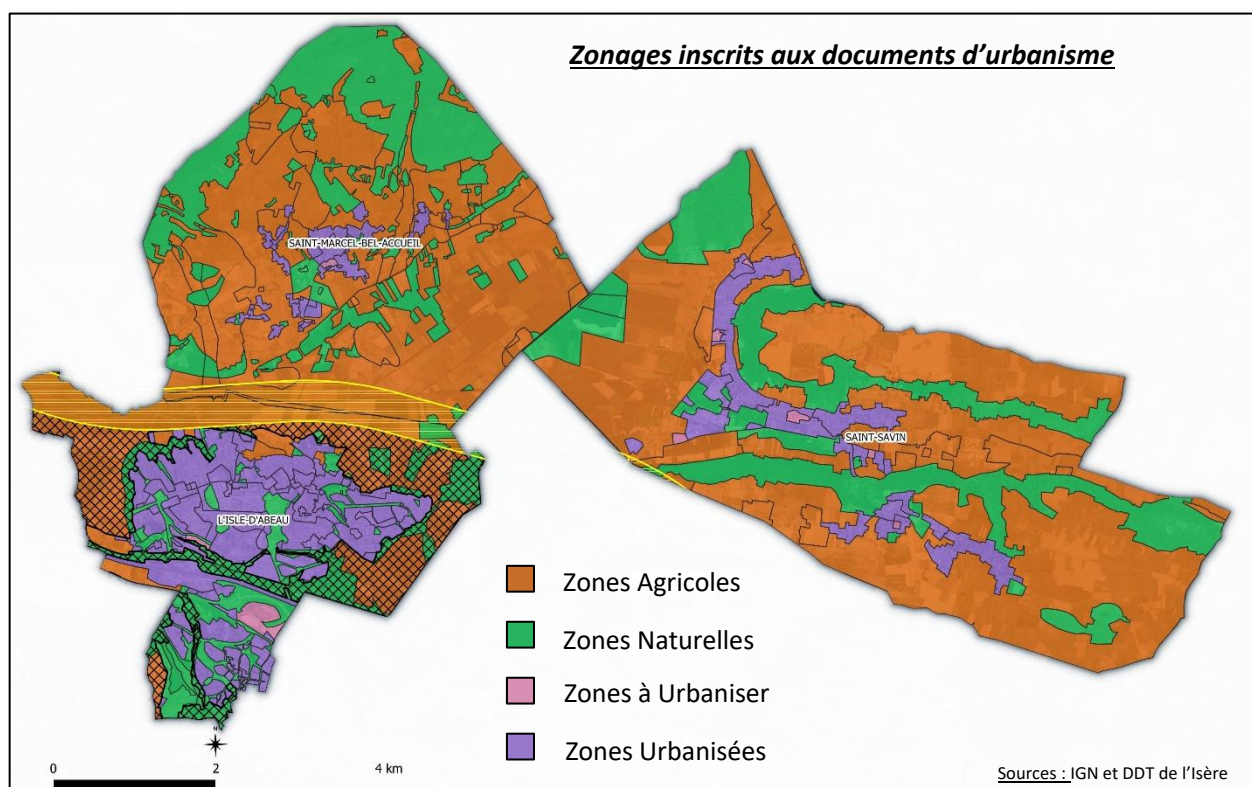 Zonages inscrits aux documents d'urbanisme
SAINT-MARCEL-BEL-ACCUEIL
SAINT-SAVIN
L'ISLE-D'ABEAU
Zones Agricoles
Zones Naturelles
Zones à Urbaniser
Zones Urbanisées
N
0 2 4 km
Sources : IGN et DDT de l'Isère